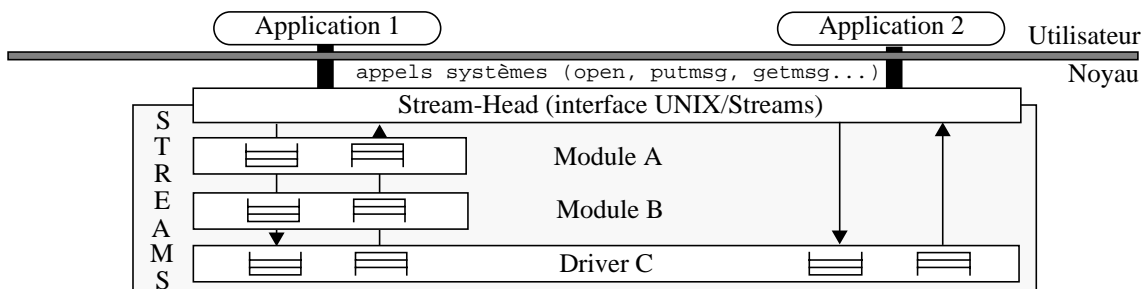 Application 1
Application 2
Utilisateur
appels systèmes (open, putmsg, getmsg...)
Noyau
Stream-Head (interface UNIX/Streams)
STREAMS
Module A
Module B
Driver C